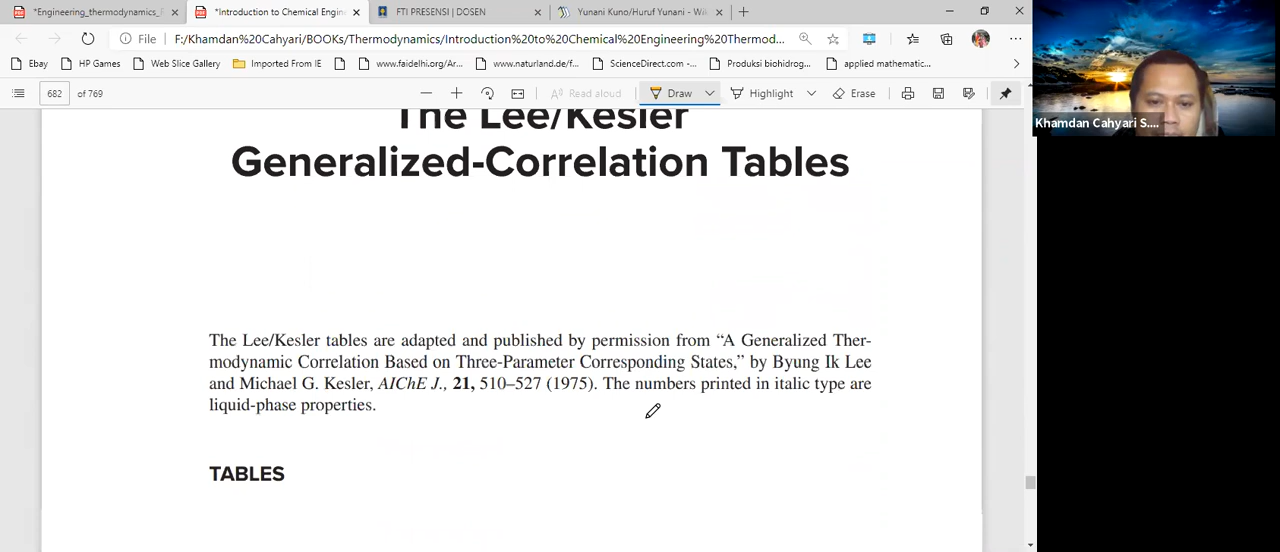 *Engineering_thermodynamics_
*Introduction to Chemical Engin
FTI PRESENSI | DOSEN
Yunani Kuno/Huruf Yunani - Wi
File
F:/Khamdan%20Cahyari/BOOKs/Thermodynamics/Introduction%20to%20Chemical%20Engineering%20Thermod...
Ebay
HP Games
Web Slice Gallery
Imported From IE
www.faidelhi.org/Ar...
www.naturland.de/f...
ScienceDirect.com -...
Produksi biohidrog...
applied mathematic...
682 of 769
Read aloud
Draw
Highlight
Erase
Khamdan Cahyari S....
The Lee/Kesler
Generalized-Correlation Tables
The Lee/Kesler tables are adapted and published by permission from “A Generalized Ther-
modynamic Correlation Based on Three-Parameter Corresponding States,” by Byung Ik Lee
and Michael G. Kesler, AIChE J., 21, 510–527 (1975). The numbers printed in italic type are
liquid-phase properties.
TABLES